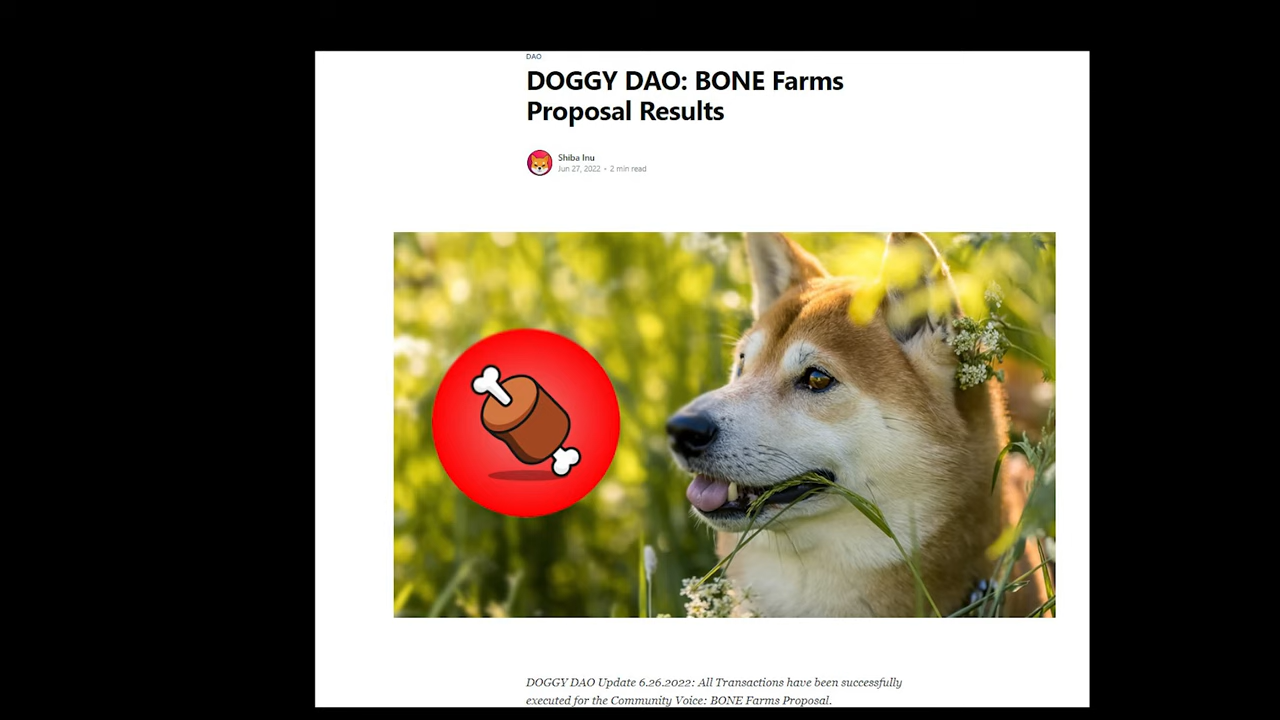 DAO
DOGGY DAO: BONE Farms
Proposal Results
Shiba Inu
Jun 27, 2022 • 2 min read
DOGGY DAO Update 6.26.2022: All Transactions have been successfully
executed for the Community Voice: BONE Farms Proposal.